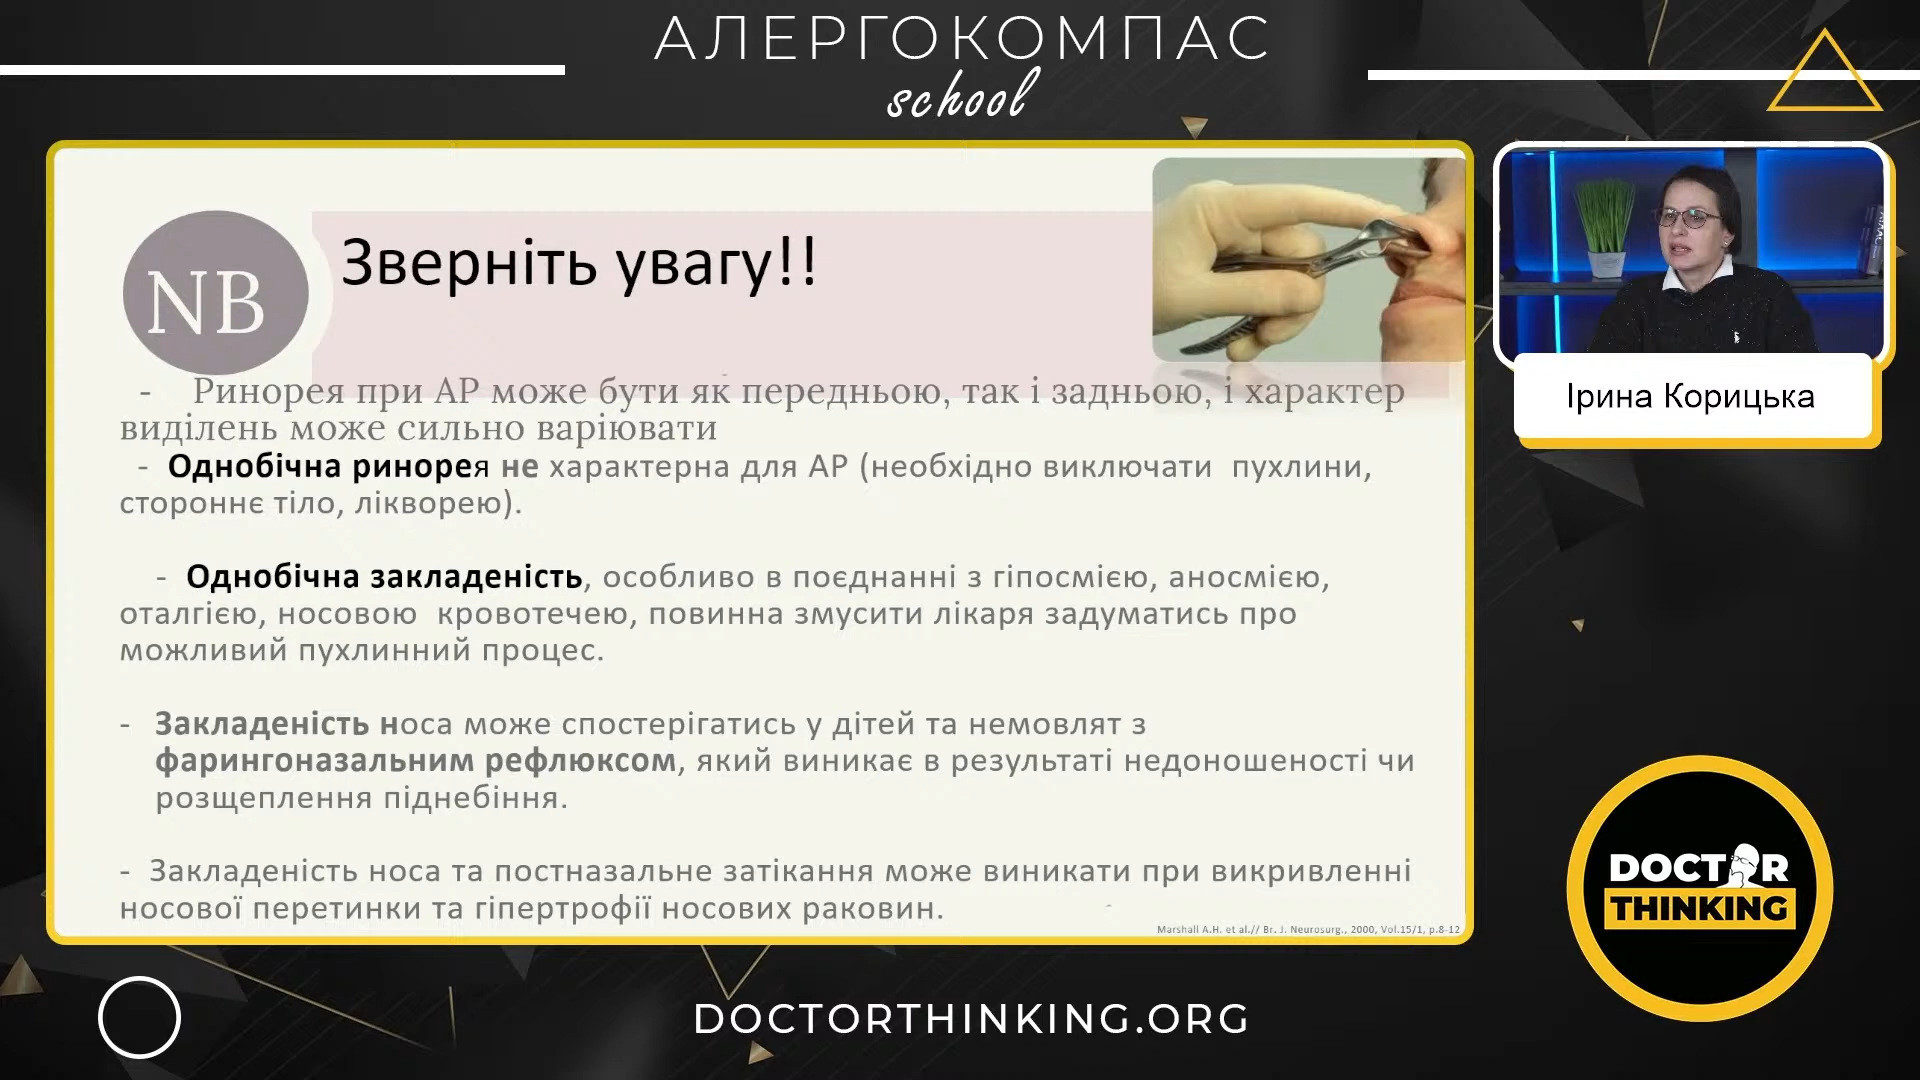 АЛЕРГОКОМПАС
school
NB
Зверніть увагу!!
- Ринорея при АР може бути як передньою, так і задньою, і характер
виділень може сильно варіювати
- Однобічна ринорея не характерна для АР (необхідно виключати пухлини,
стороннє тіло, лікворею).
- Однобічна закладеність, особливо в поєднанні з гіпосмією, аносмією,
оталгією, носовою кровотечею, повинна змусити лікаря задуматись про
можливий пухлинний процес.
- Закладеність носа може спостерігатись у дітей та немовлят з
фарингоназальним рефлюксом, який виникає в результаті недоношеності чи
розщеплення піднебіння.
- Закладеність носа та постназальне затікання може виникати при викривленні
носової перетинки та гіпертрофії носових раковин.
Marshall A.H. et al.// Br. J. Neurosurg., 2000, Vol.15/1, p.8-12
Ірина Корицька
DOCTOR
THINKING
DOCTORTHINKING.ORG